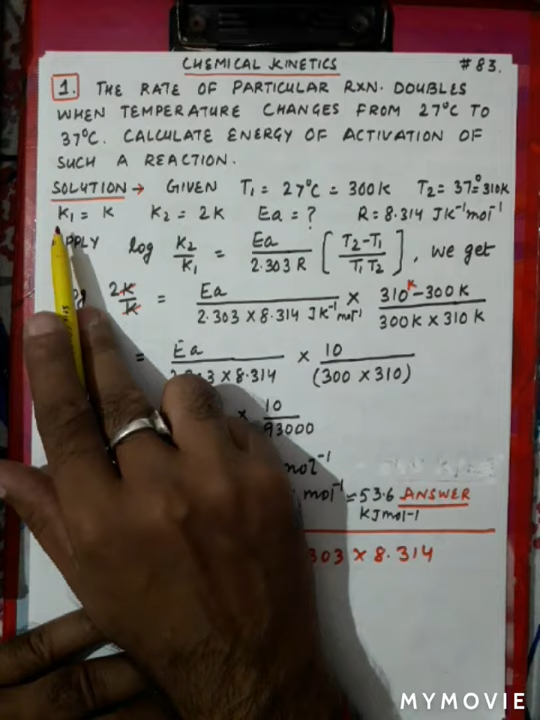 CHEMICAL KINETICS #83.
1. THE RATE OF PARTICULAR RXN. DOUBLES
WHEN TEMPERATURE CHANGES FROM 27°C TO
37°C. CALCULATE ENERGY OF ACTIVATION OF
SUCH A REACTION.
SOLUTION → GIVEN T₁ = 27°C = 300K T₂ = 37° = 310K
K₁ = K K₂ = 2K Ea = ? R = 8.314 JK⁻¹mol⁻¹
PPLY log K₂/K₁ = Ea/2.303 R [T₂-T₁/T₁T₂], we get
2K/K = Ea/2.303 × 8.314 JK⁻¹mol⁻¹ × 310K - 300K/300K × 310K
= Ea/2.303 × 8.314 × 10/(300 × 310)
× 10/93000
mol⁻¹
mol⁻¹ = 53.6 ANSWER
KJmol-1
303 × 8.314
MYMOVIE